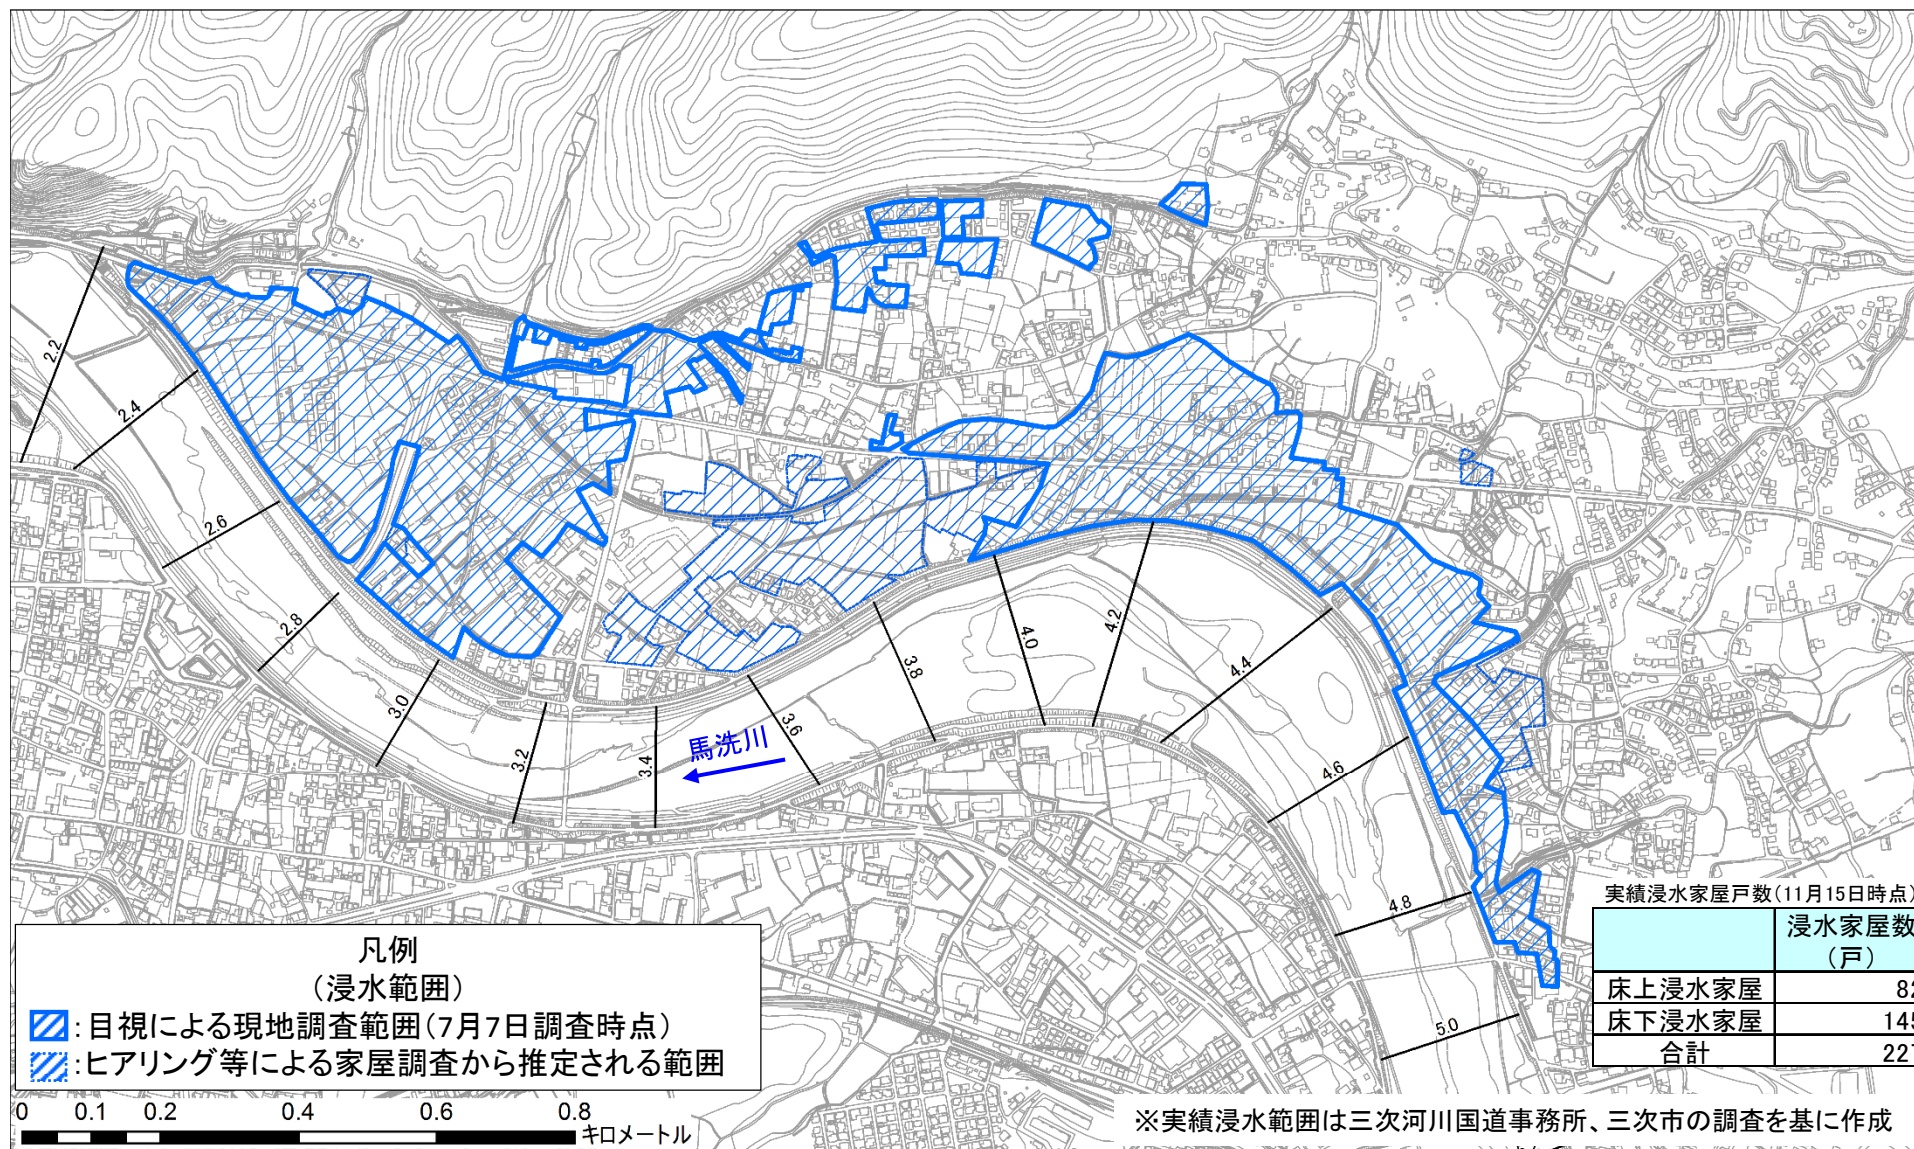 2.2
2.4
2.6
2.8
3.0
3.2
3.4
3.6
3.8
4.0
4.2
4.4
4.6
4.8
5.0
馬洗川
凡例
（浸水範囲）
：目視による現地調査範囲（7月7日調査時点）
：ヒアリング等による家屋調査から推定される範囲
0 0.1 0.2 0.4 0.6 0.8
キロメートル
実績浸水家屋戸数（11月15日時点）
浸水家屋数
（戸）
床上浸水家屋 82
床下浸水家屋 145
合計 227
※実績浸水範囲は三次河川国道事務所、三次市の調査を基に作成